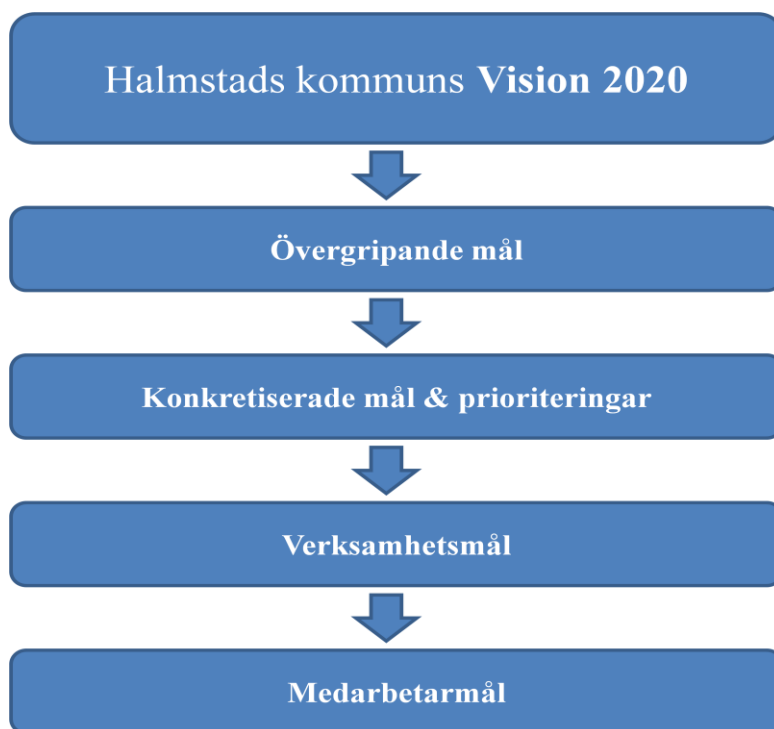 Halmstads kommuns Vision 2020
Övergripande mål
Konkretiserade mål & prioriteringar
Verksamhetsmål
Medarbetarmål